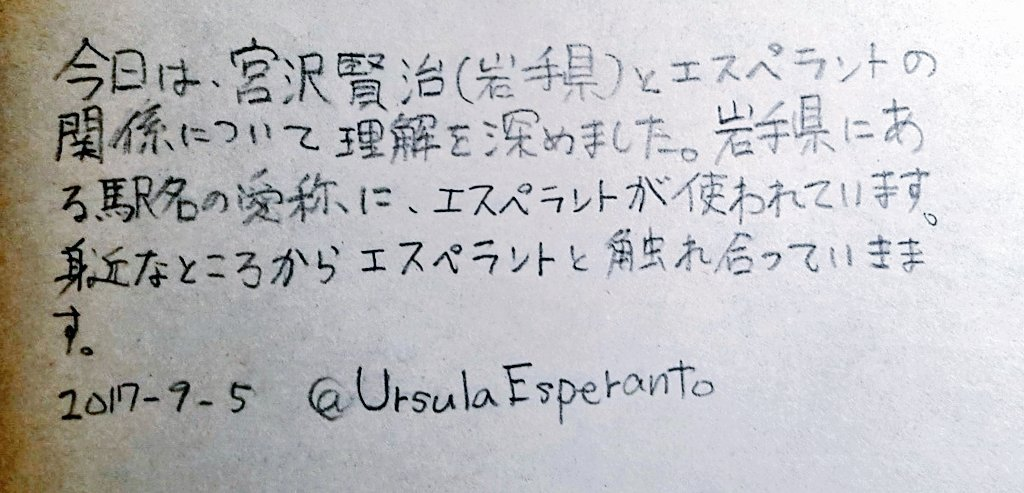 今日は、宮沢賢治(岩手県)とエスペラントの
関係について理解を深めました。岩手県にあ
る駅名の愛称に、エスペラントが使われています。
身近なところからエスペラントと触れ合っていきま
す。
2017-9-5 @UrsulaEsperanto